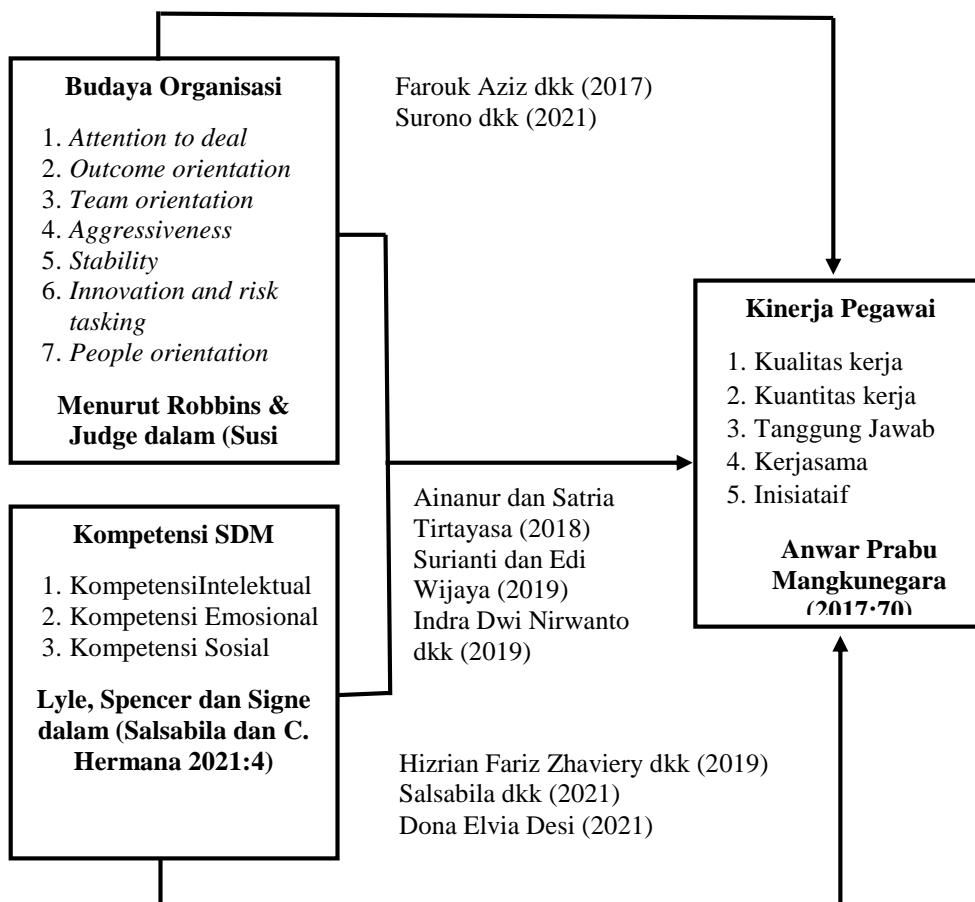 Budaya Organisasi
1. Attention to deal
2. Outcome orientation
3. Team orientation
4. Aggressiveness
5. Stability
6. Innovation and risk
tasking
7. People orientation
Menurut Robbins &
Judge dalam (Susi
Farouk Aziz dkk (2017)
Surono dkk (2021)
Kompetensi SDM
1. KompetensiIntelektual
2. Kompetensi Emosional
3. Kompetensi Sosial
Lyle, Spencer dan Signe
dalam (Salsabila dan C.
Hermana 2021:4)
Ainanur dan Satria
Tirtayasa (2018)
Surianti dan Edi
Wijaya (2019)
Indra Dwi Nirwanto
dkk (2019)
Hizrian Fariz Zhaviery dkk (2019)
Salsabila dkk (2021)
Dona Elvia Desi (2021)
Kinerja Pegawai
1. Kualitas kerja
2. Kuantitas kerja
3. Tanggung Jawab
4. Kerjasama
5. Inisiataif
Anwar Prabu
Mangkunegara
(2017:70)